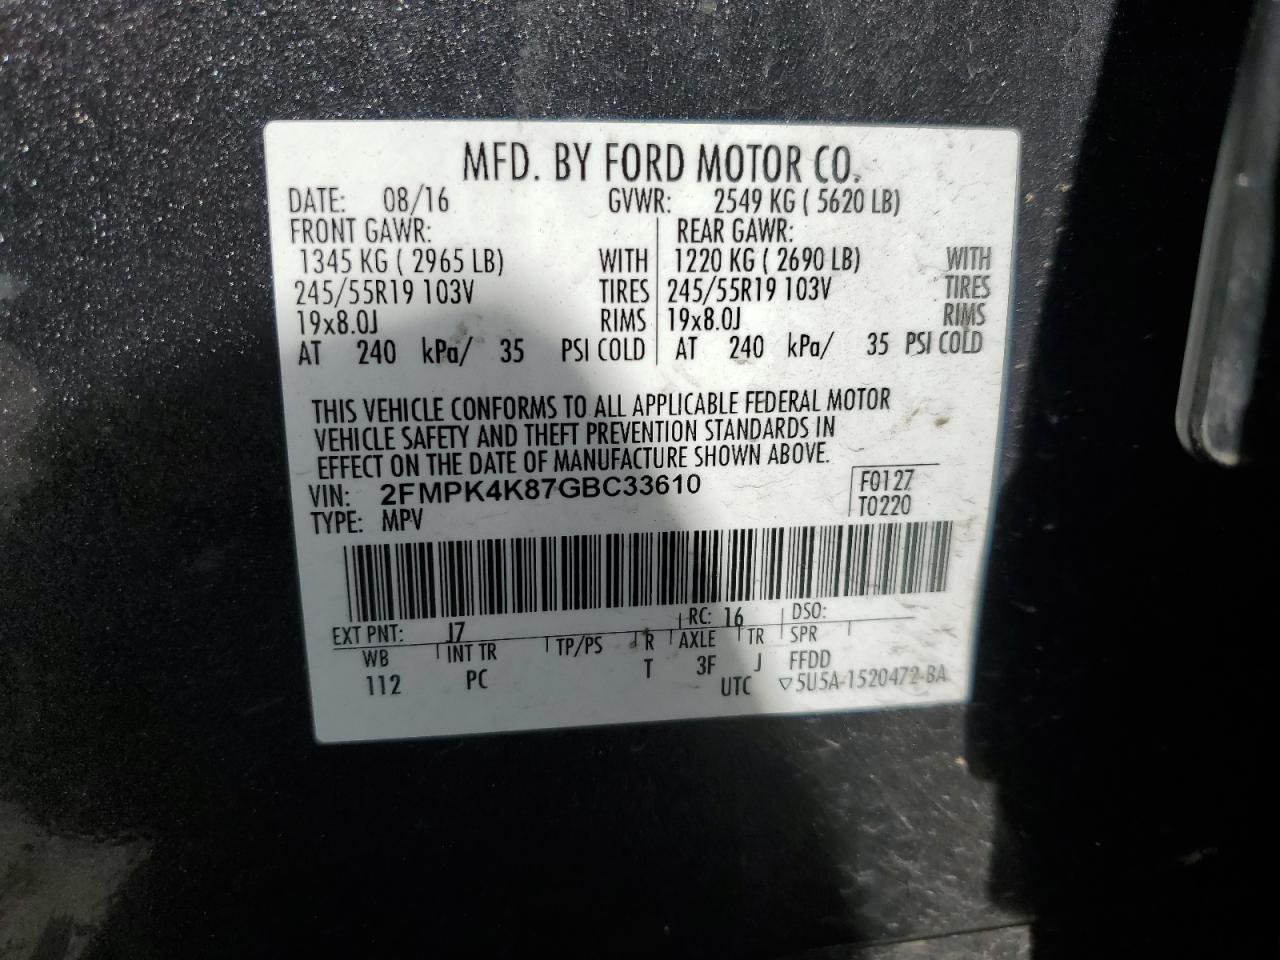 MFD. BY FORD MOTOR CO.
DATE: 08/16 GVWR: 2549 KG ( 5620 LB)
FRONT GAWR: REAR GAWR:
1345 KG ( 2965 LB) WITH 1220 KG ( 2690 LB) WITH
245/55R19 103V TIRES 245/55R19 103V TIRES
19x8.0J RIMS 19x8.0J RIMS
AT 240 kPa/ 35 PSI COLD AT 240 kPa/ 35 PSI COLD
THIS VEHICLE CONFORMS TO ALL APPLICABLE FEDERAL MOTOR
VEHICLE SAFETY AND THEFT PREVENTION STANDARDS IN
EFFECT ON THE DATE OF MANUFACTURE SHOWN ABOVE.
VIN: 2FMPK4K87GBC33610 F0127
TYPE: MPV T0220
EXT PNT: J7 RC: 16 DSO:
WB INT TR TP/PS R AXLE TR SPR
112 PC T 3F J FFDD
UTC ▽5U5A-1520472-BA